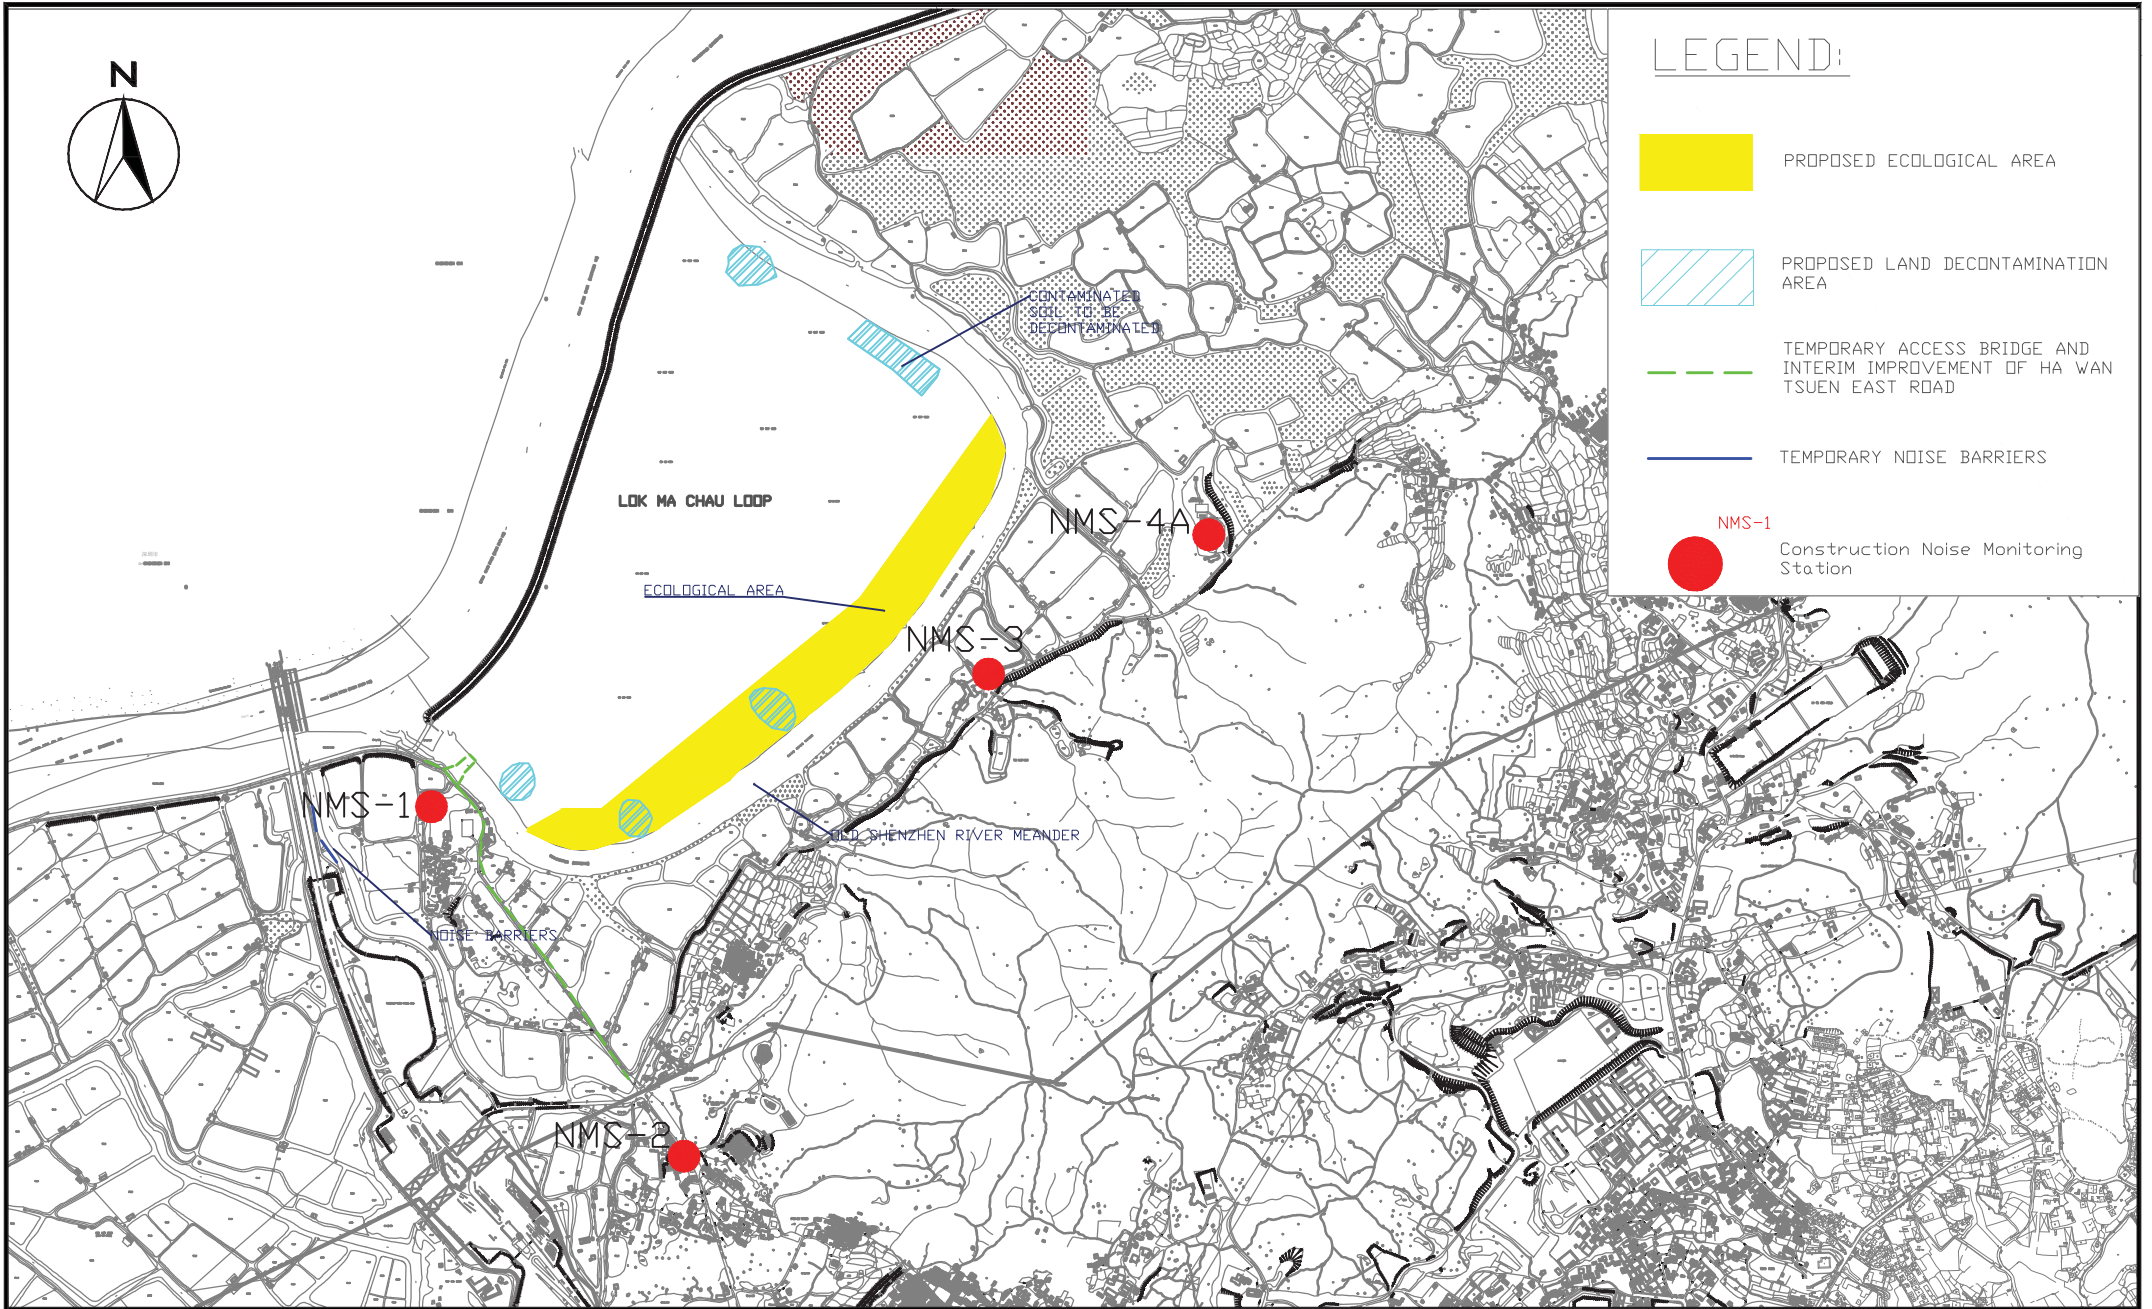 N
LEGEND:
PROPOSED ECOLOGICAL AREA
PROPOSED LAND DECONTAMINATION
AREA
TEMPORARY ACCESS BRIDGE AND
INTERIM IMPROVEMENT OF HA WAN
TSUEN EAST ROAD
TEMPORARY NOISE BARRIERS
NMS-1
Construction Noise Monitoring
Station
CONTAMINATED
SOIL TO BE
DECONTAMINATED
LOK MA CHAU LOOP
NMS-4A
ECOLOGICAL AREA
NMS-3
NMS-1
OLD SHENZHEN RIVER MEANDER
NOISE BARRIERS
NMS-2